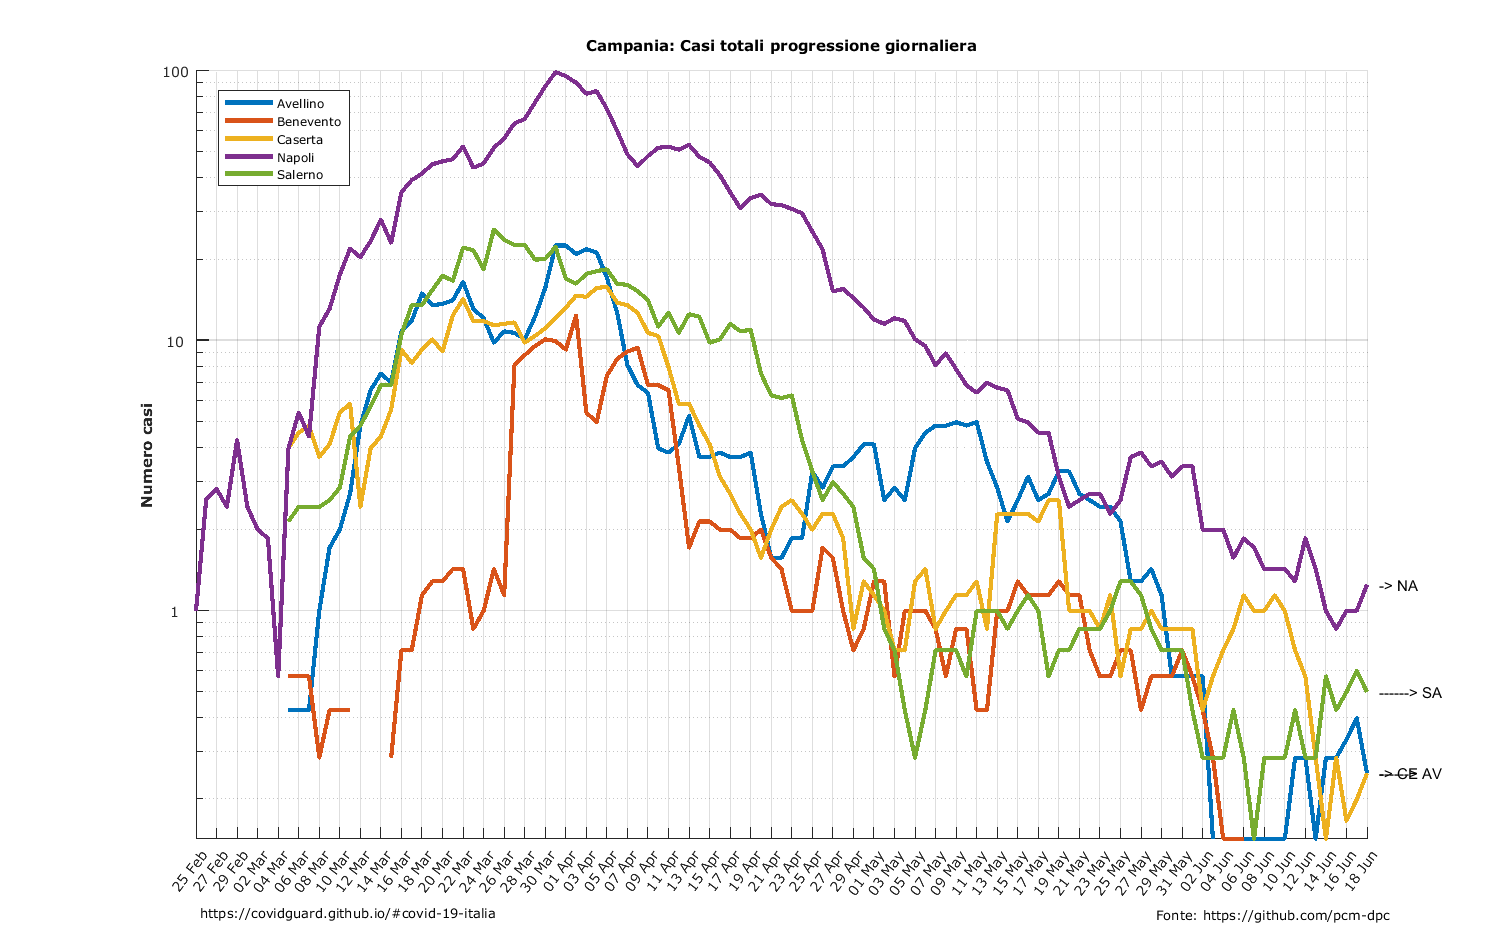 Campania: Casi totali progressione giornaliera
100
10
1
Numero casi
Avellino
Benevento
Caserta
Napoli
Salerno
-> NA
------> SA
-> CE
AV
25 Feb
27 Feb
29 Feb
02 Mar
04 Mar
06 Mar
08 Mar
10 Mar
12 Mar
14 Mar
16 Mar
18 Mar
20 Mar
22 Mar
24 Mar
26 Mar
28 Mar
30 Mar
01 Apr
03 Apr
05 Apr
07 Apr
09 Apr
11 Apr
13 Apr
15 Apr
17 Apr
19 Apr
21 Apr
23 Apr
25 Apr
27 Apr
29 Apr
01 May
03 May
05 May
07 May
09 May
11 May
13 May
15 May
17 May
19 May
21 May
23 May
25 May
27 May
29 May
31 May
02 Jun
04 Jun
06 Jun
08 Jun
10 Jun
12 Jun
14 Jun
16 Jun
18 Jun
https://covidguard.github.io/#covid-19-italia
Fonte: https://github.com/pcm-dpc